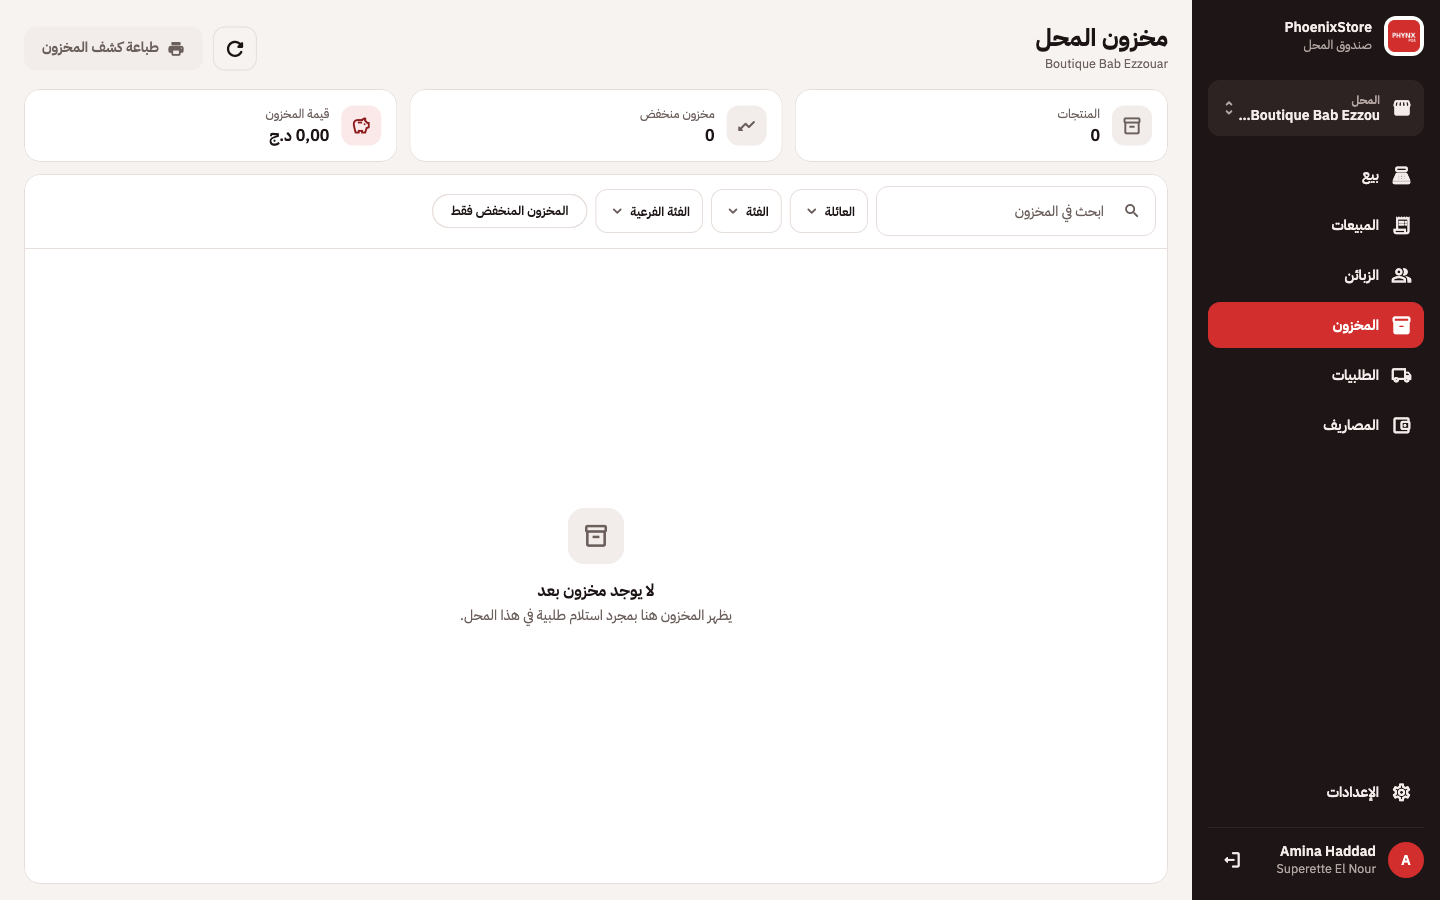 PhoenixStore
صندوق المحل
PHYNX
POS
المحل
Boutique Bab Ezzou...
بيع
المبيعات
الزبائن
المخزون
الطلبيات
المصاريف
الإعدادات
Amina Haddad
Superette El Nour
A
مخزون المحل
Boutique Bab Ezzouar
طباعة كشف المخزون
المنتجات
0
مخزون منخفض
0
قيمة المخزون
0,00 د.ج
ابحث في المخزون
العائلة
الفئة
الفئة الفرعية
المخزون المنخفض فقط
لا يوجد مخزون بعد
يظهر المخزون هنا بمجرد استلام طلبية في هذا المحل.